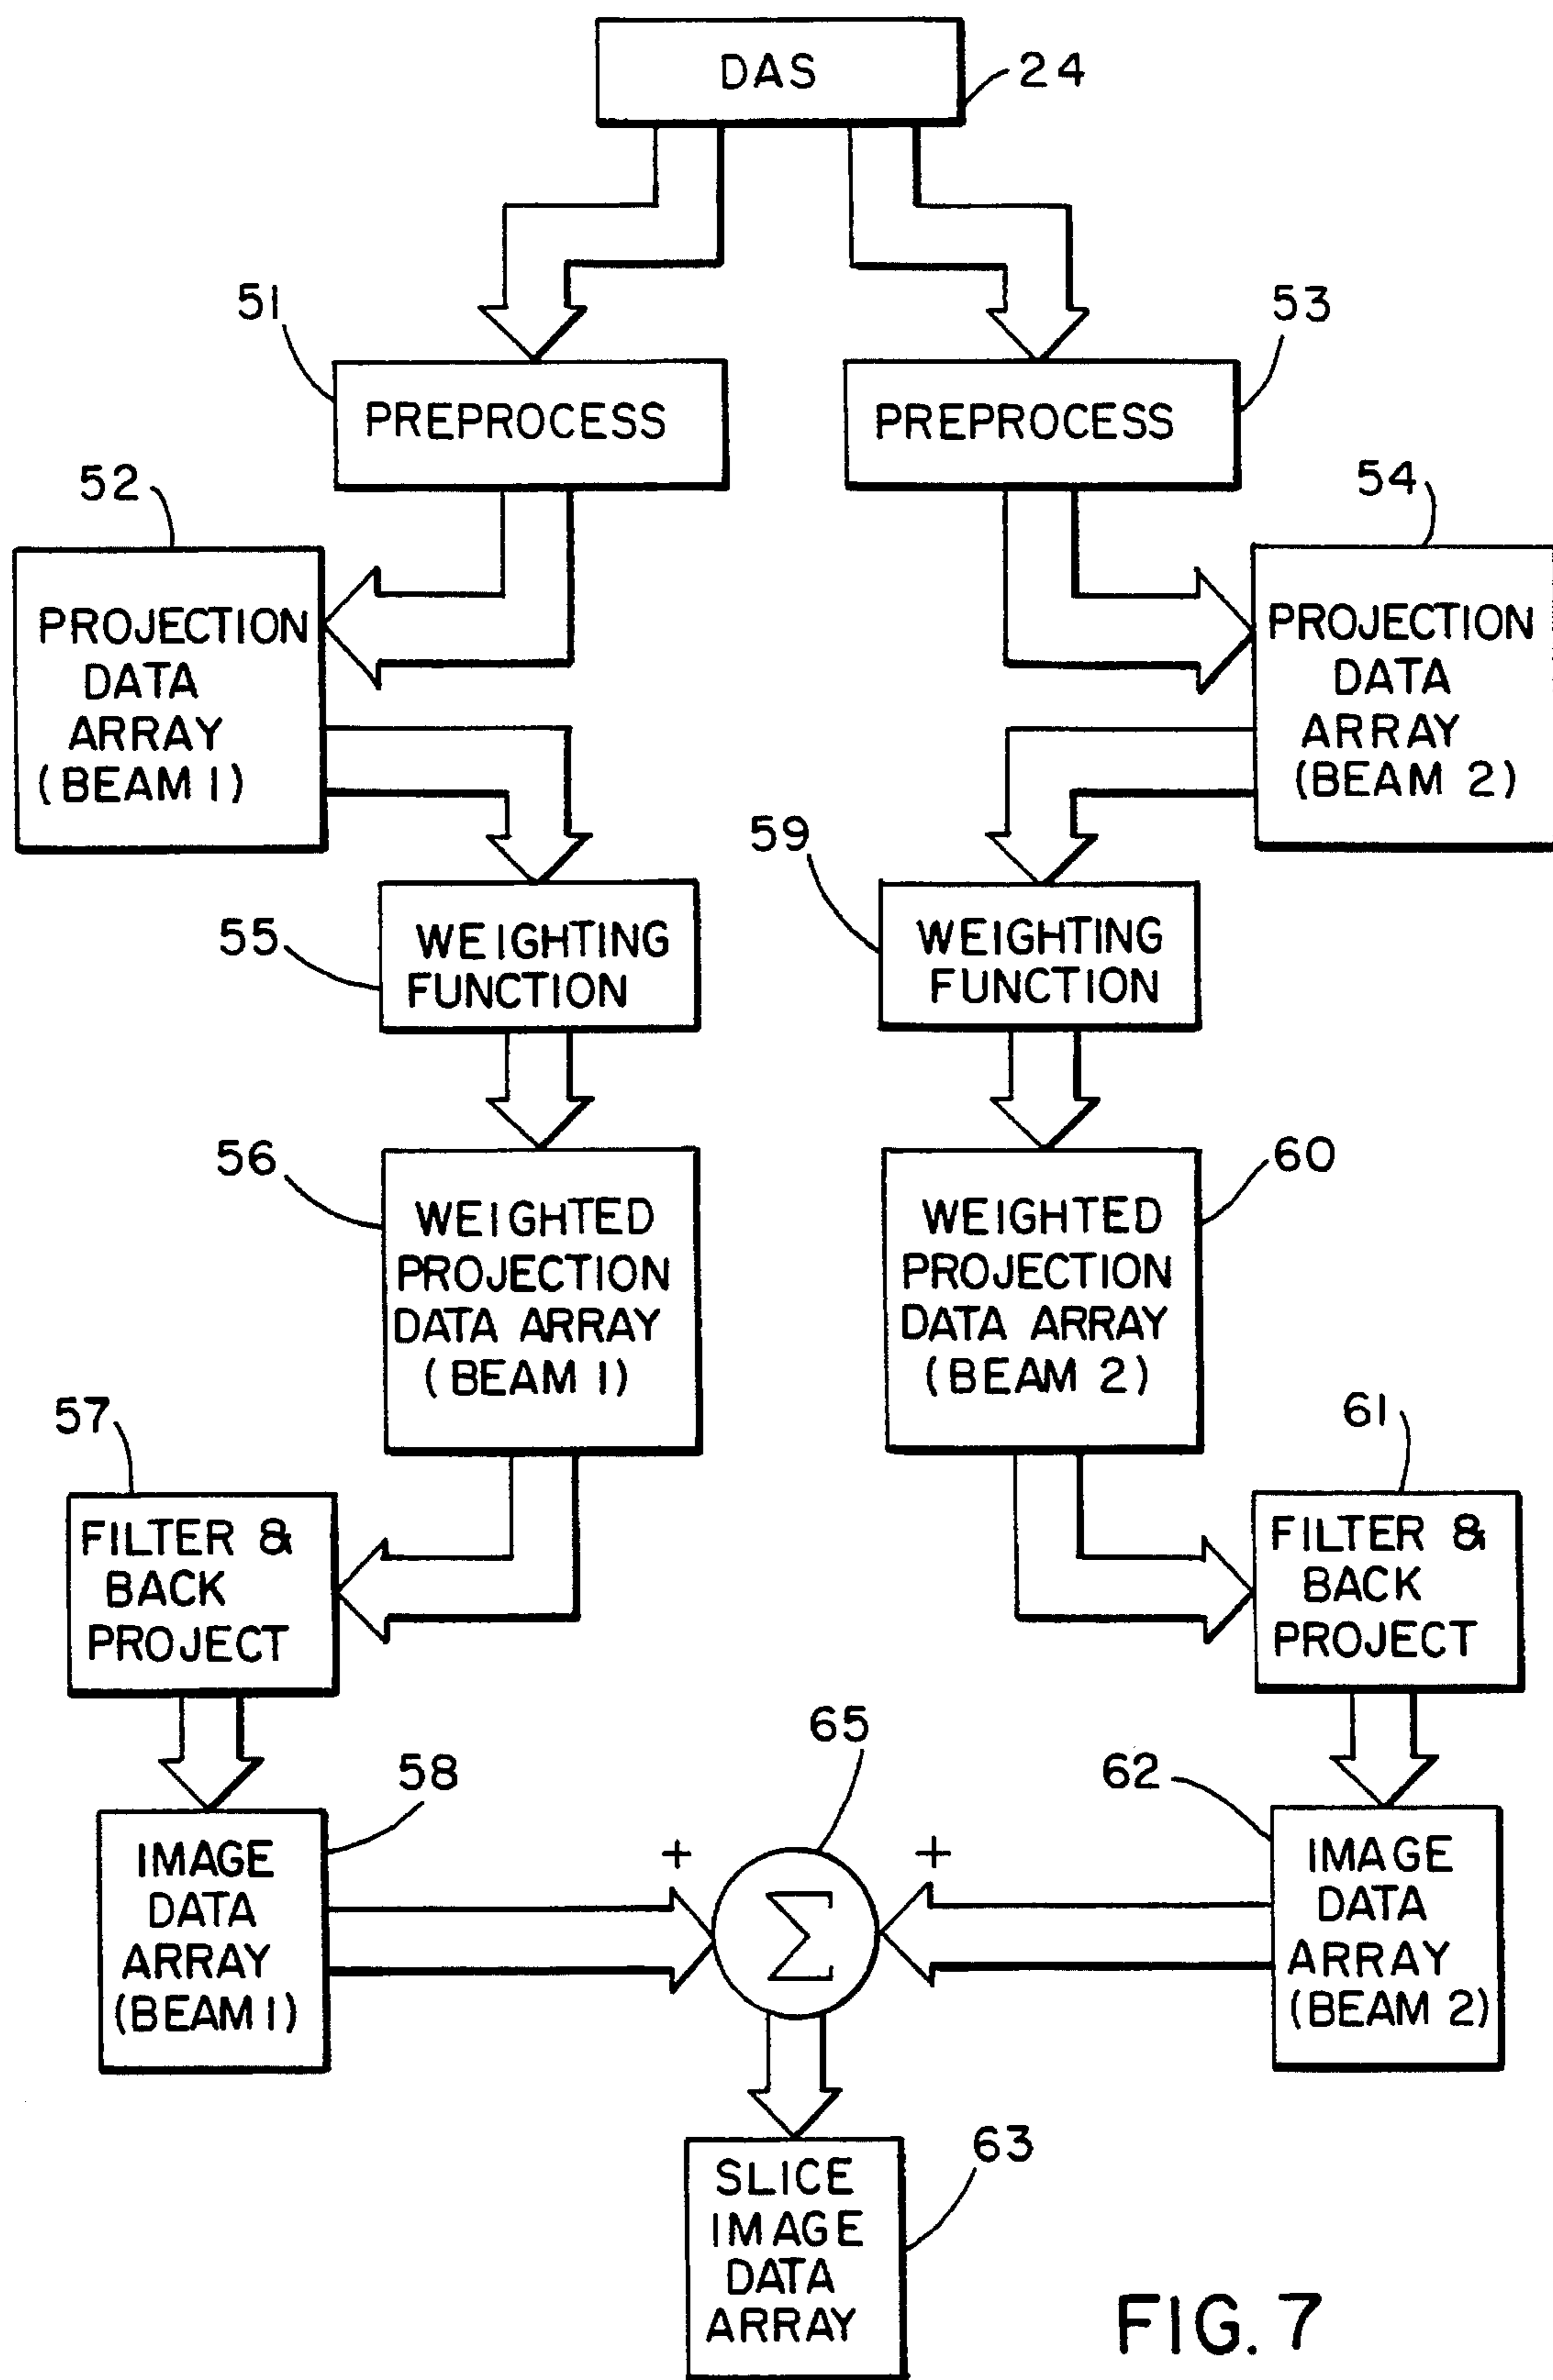 DAS
24
51
PREPROCESS
53
PREPROCESS
52
PROJECTION
DATA
ARRAY
(BEAM 1)
54
PROJECTION
DATA
ARRAY
(BEAM 2)
55
WEIGHTING
FUNCTION
59
WEIGHTING
FUNCTION
56
WEIGHTED
PROJECTION
DATA ARRAY
(BEAM 1)
60
WEIGHTED
PROJECTION
DATA ARRAY
(BEAM 2)
57
FILTER &
BACK
PROJECT
61
FILTER &
BACK
PROJECT
58
IMAGE
DATA
ARRAY
(BEAM 1)
65
+
Σ
+
62
IMAGE
DATA
ARRAY
(BEAM 2)
63
SLICE
IMAGE
DATA
ARRAY
FIG. 7